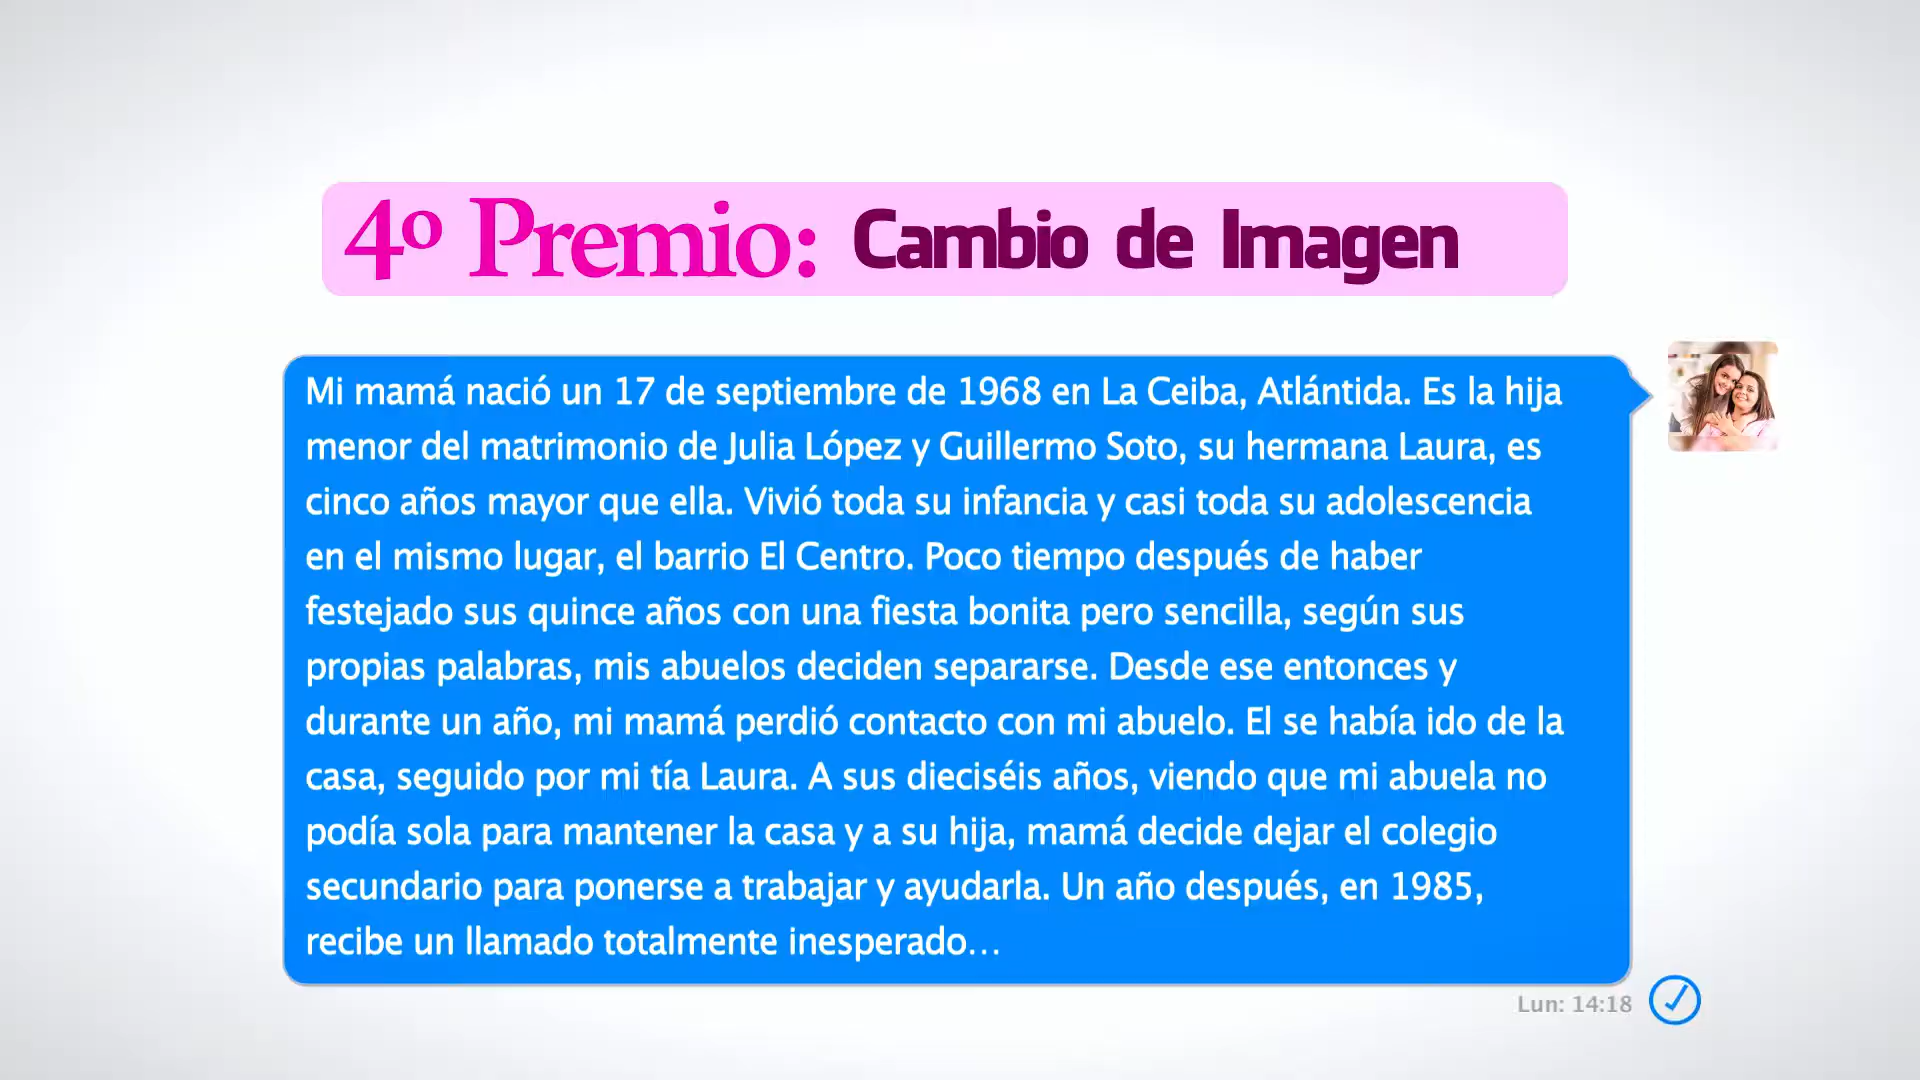 4º Premio: Cambio de Imagen
Mi mamá nació un 17 de septiembre de 1968 en La Ceiba, Atlántida. Es la hija
menor del matrimonio de Julia López y Guillermo Soto, su hermana Laura, es
cinco años mayor que ella. Vivió toda su infancia y casi toda su adolescencia
en el mismo lugar, el barrio El Centro. Poco tiempo después de haber
festejado sus quince años con una fiesta bonita pero sencilla, según sus
propias palabras, mis abuelos deciden separarse. Desde ese entonces y
durante un año, mi mamá perdió contacto con mi abuelo. El se había ido de la
casa, seguido por mi tía Laura. A sus dieciséis años, viendo que mi abuela no
podía sola para mantener la casa y a su hija, mamá decide dejar el colegio
secundario para ponerse a trabajar y ayudarla. Un año después, en 1985,
recibe un llamado totalmente inesperado…
Lun: 14:18